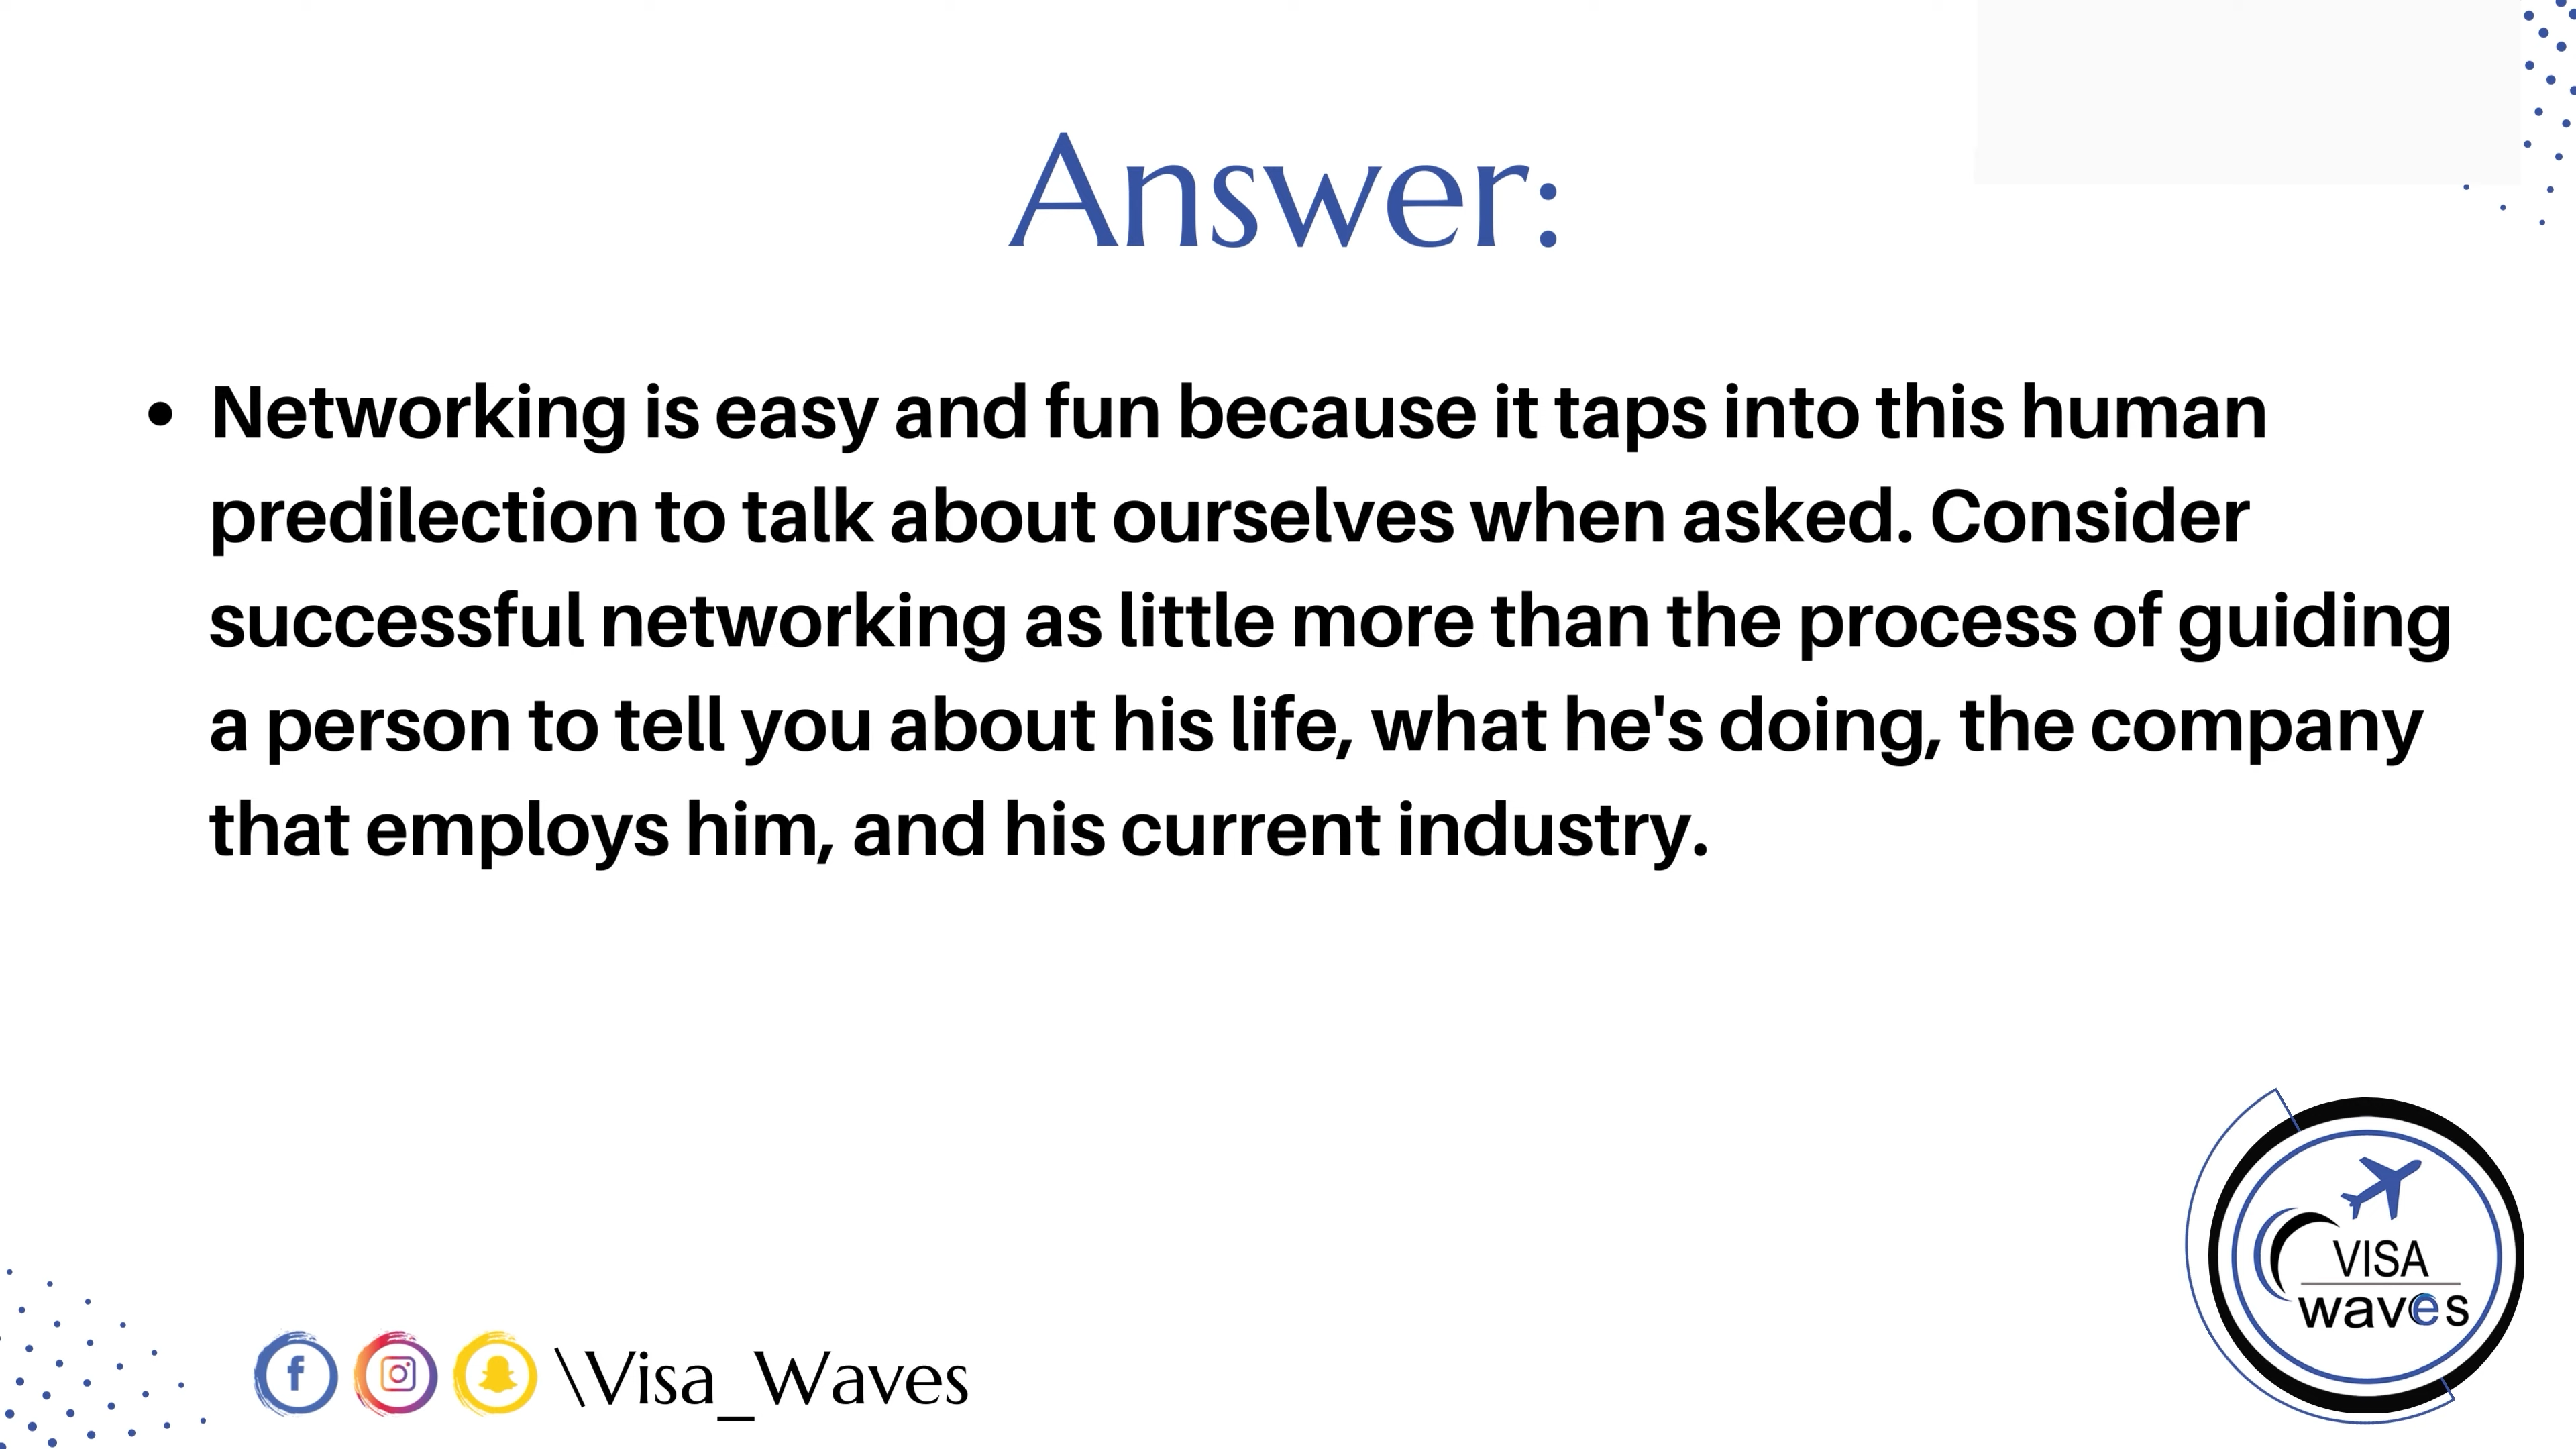 Answer:
• Networking is easy and fun because it taps into this human
predilection to talk about ourselves when asked. Consider
successful networking as little more than the process of guiding
a person to tell you about his life, what he's doing, the company
that employs him, and his current industry.
VISA
waves
\Visa_Waves